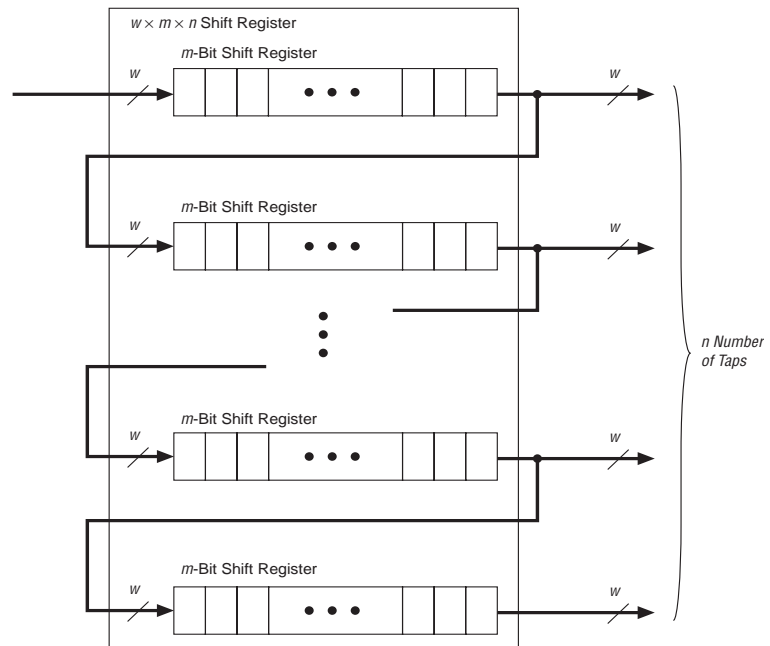 w × m × n Shift Register
m-Bit Shift Register
w
w
m-Bit Shift Register
w
w
n Number
of Taps
m-Bit Shift Register
w
w
m-Bit Shift Register
w
w